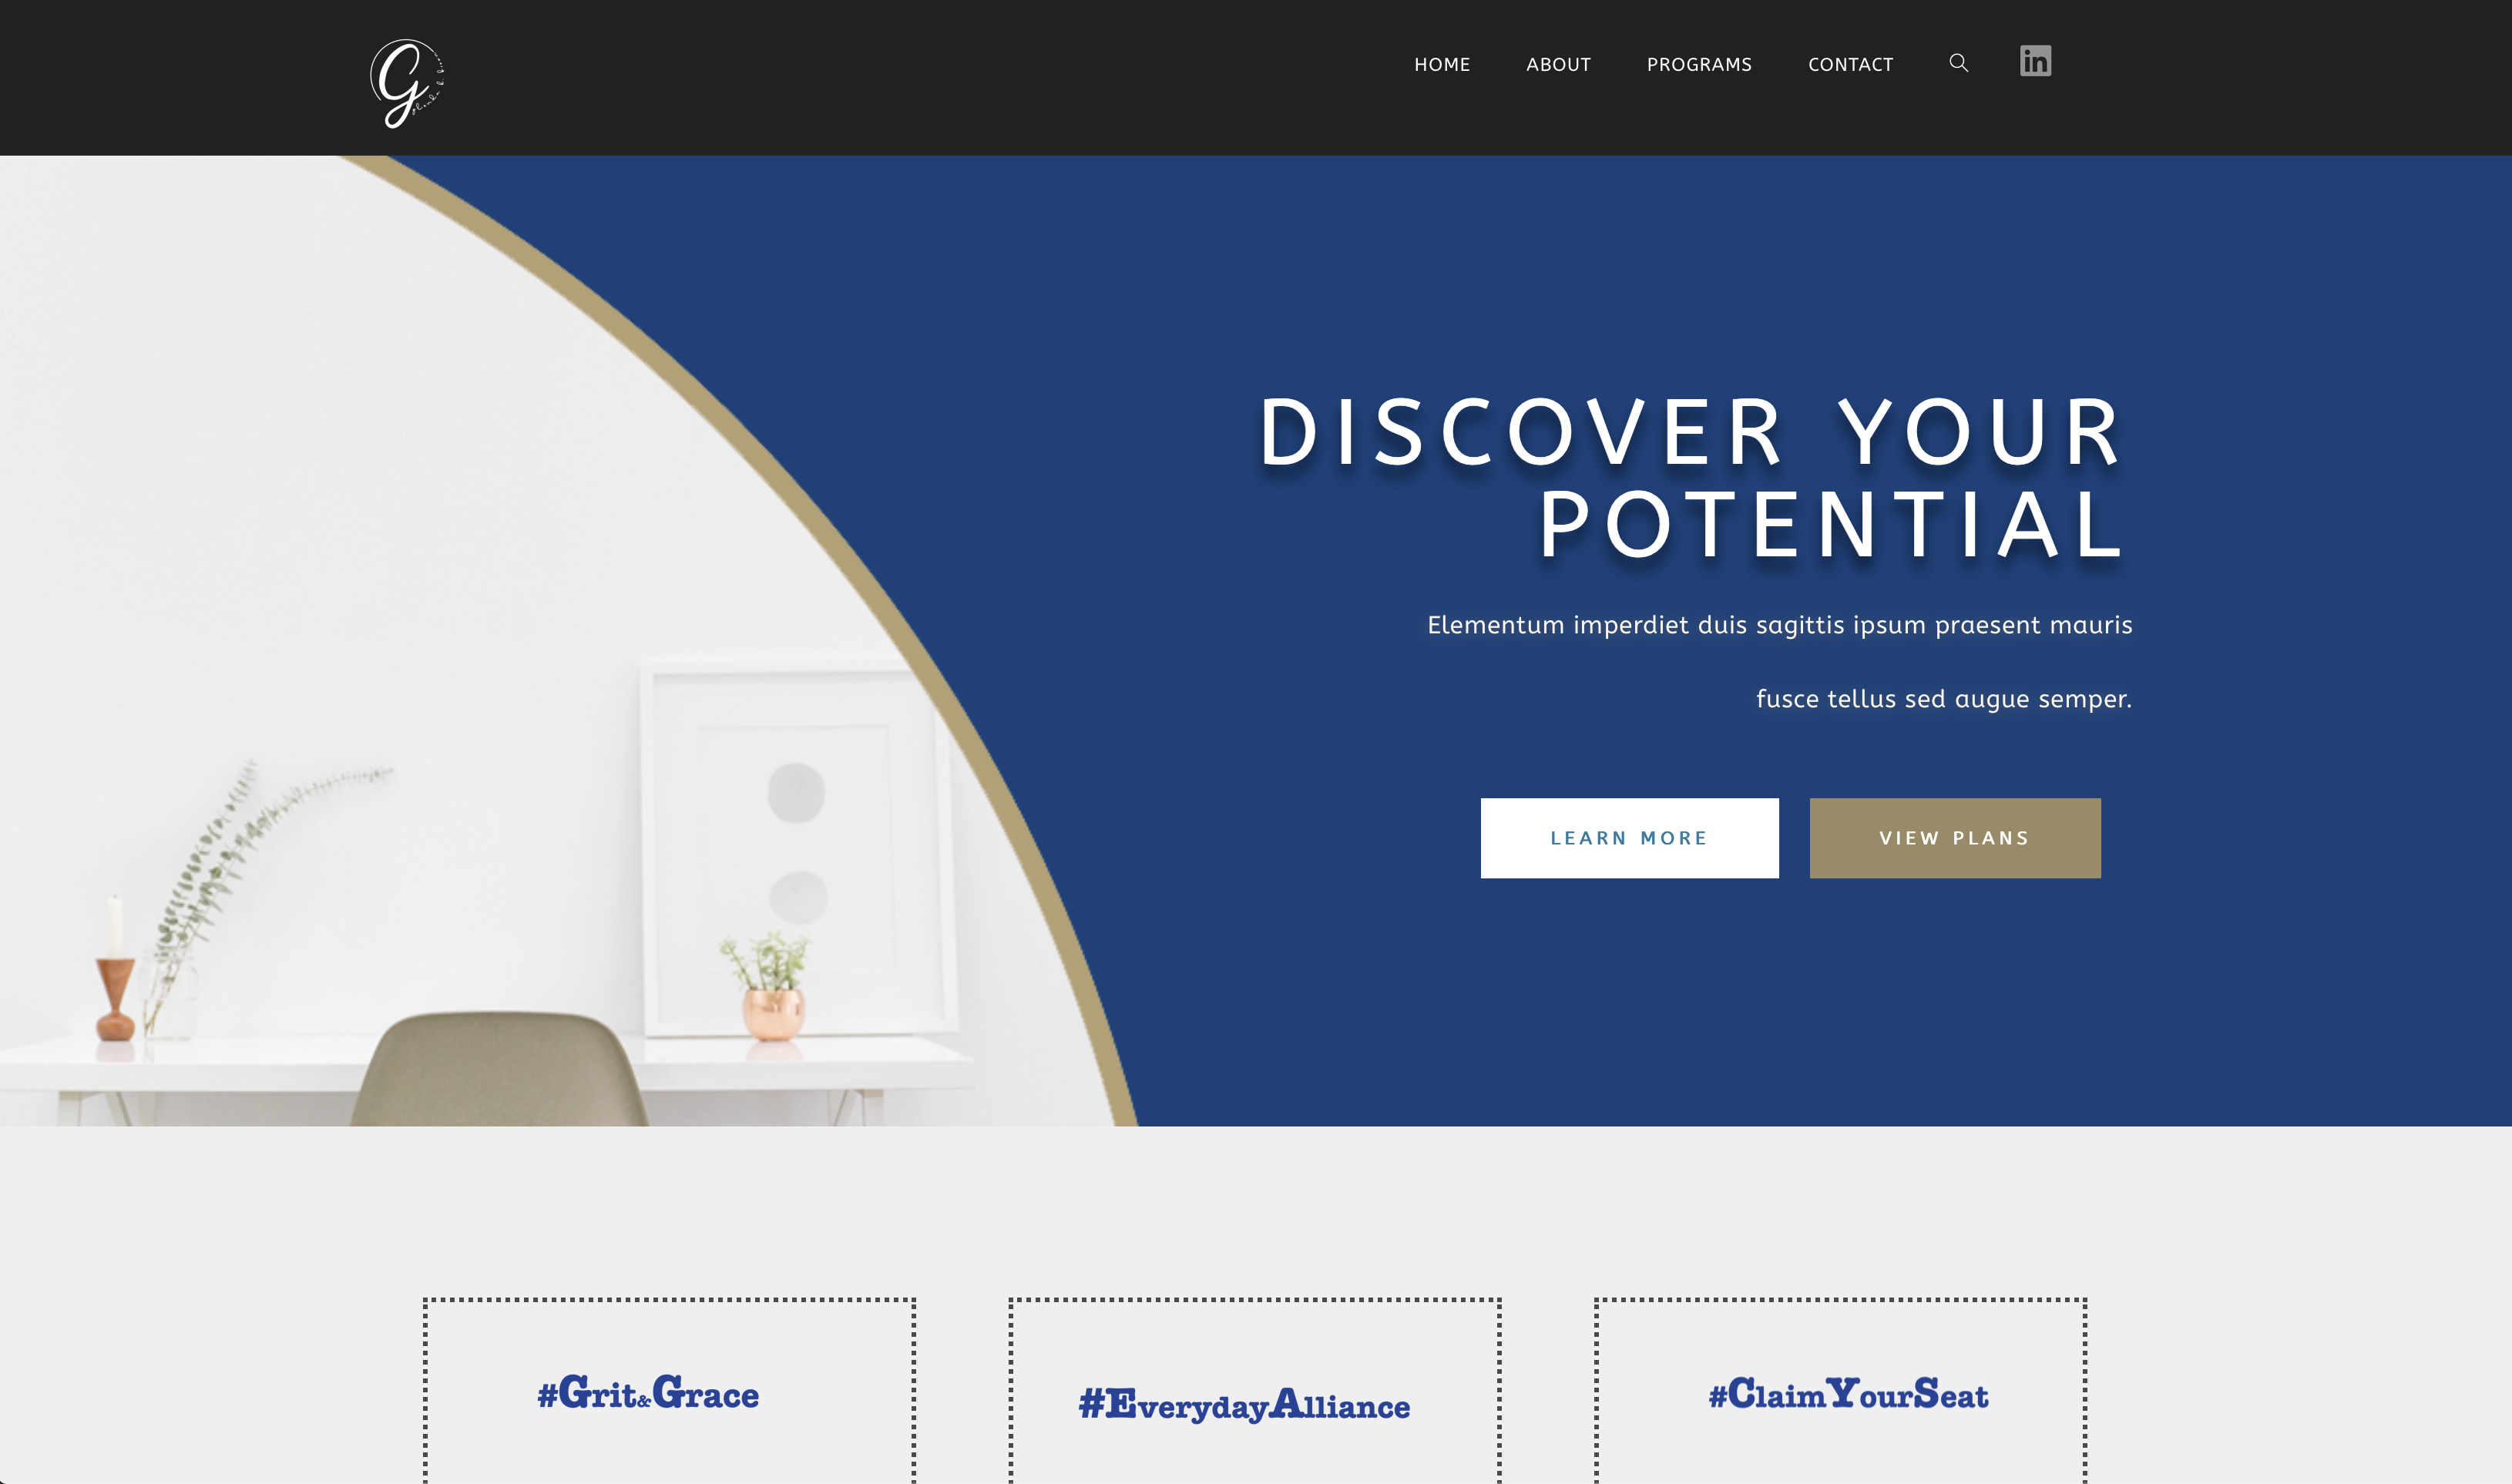 G
HOME ABOUT PROGRAMS CONTACT in
DISCOVER YOUR
POTENTIAL
Elementum imperdiet duis sagittis ipsum praesent mauris
fusce tellus sed augue semper.
LEARN MORE VIEW PLANS
#Grit&Grace #EverydayAlliance #ClaimYourSeat